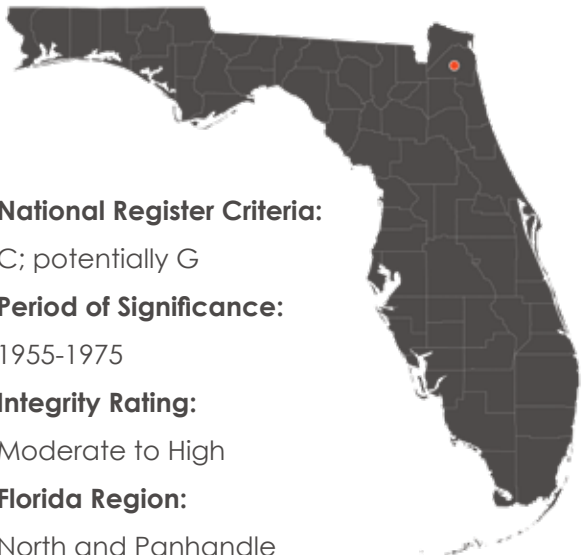 National Register Criteria:
C; potentially G
Period of Significance:
1955-1975
Integrity Rating:
Moderate to High
Florida Region:
North and Panhandle